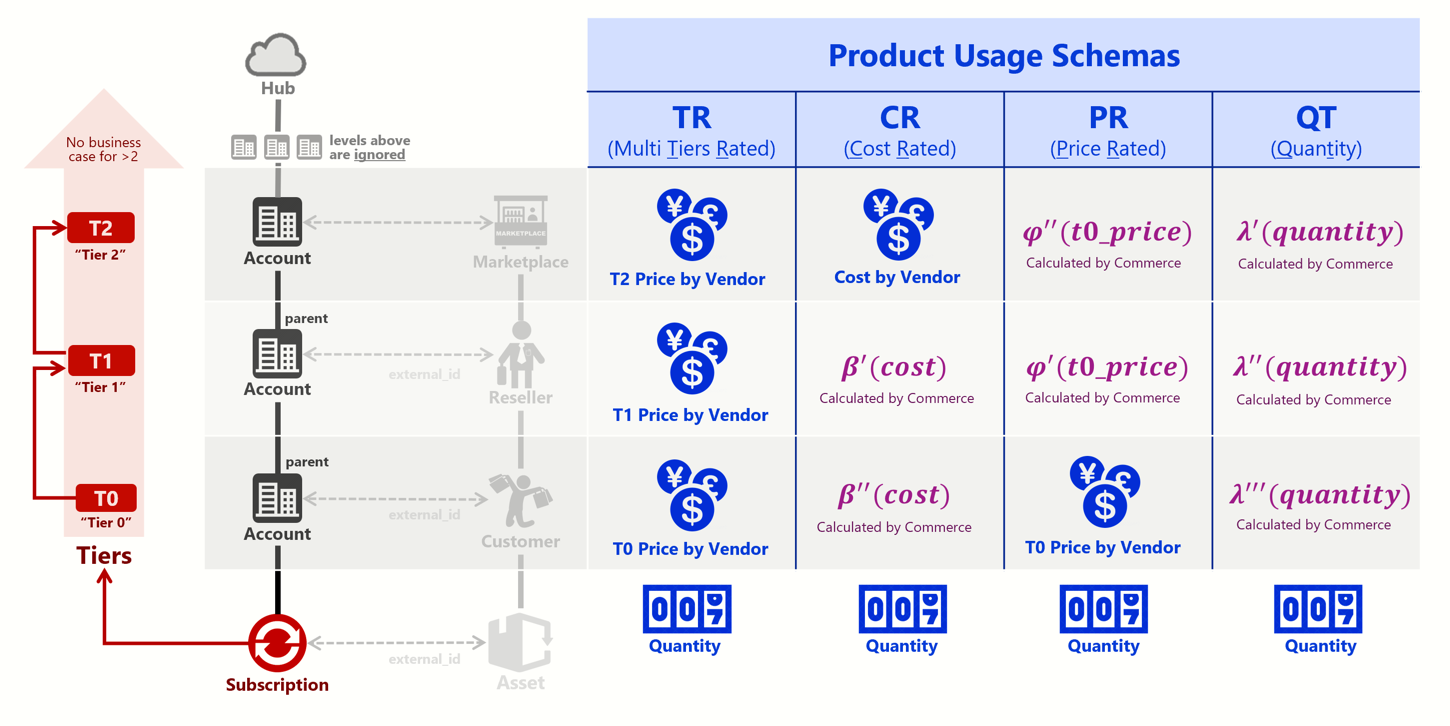 Product Usage Schemas
TR
(Multi Tiers Rated)
CR
(Cost Rated)
PR
(Price Rated)
QT
(Quantity)
Hub
levels above
are ignored
No business
case for >2
T2
“Tier 2”
Account
MARKETPLACE
Marketplace
¥ £ $
T2 Price by Vendor
¥ £ $
Cost by Vendor
φ′′(t0_price)
Calculated by Commerce
λ′(quantity)
Calculated by Commerce
T1
“Tier 1”
parent
Account
external_id
Reseller
¥ £ $
T1 Price by Vendor
β′(cost)
Calculated by Commerce
φ′(t0_price)
Calculated by Commerce
λ′′(quantity)
Calculated by Commerce
T0
“Tier 0”
parent
Account
external_id
Customer
¥ £ $
T0 Price by Vendor
β′′(cost)
Calculated by Commerce
¥ £ $
T0 Price by Vendor
λ′′′(quantity)
Calculated by Commerce
Tiers
Subscription
external_id
Asset
007
Quantity
007
Quantity
007
Quantity
007
Quantity